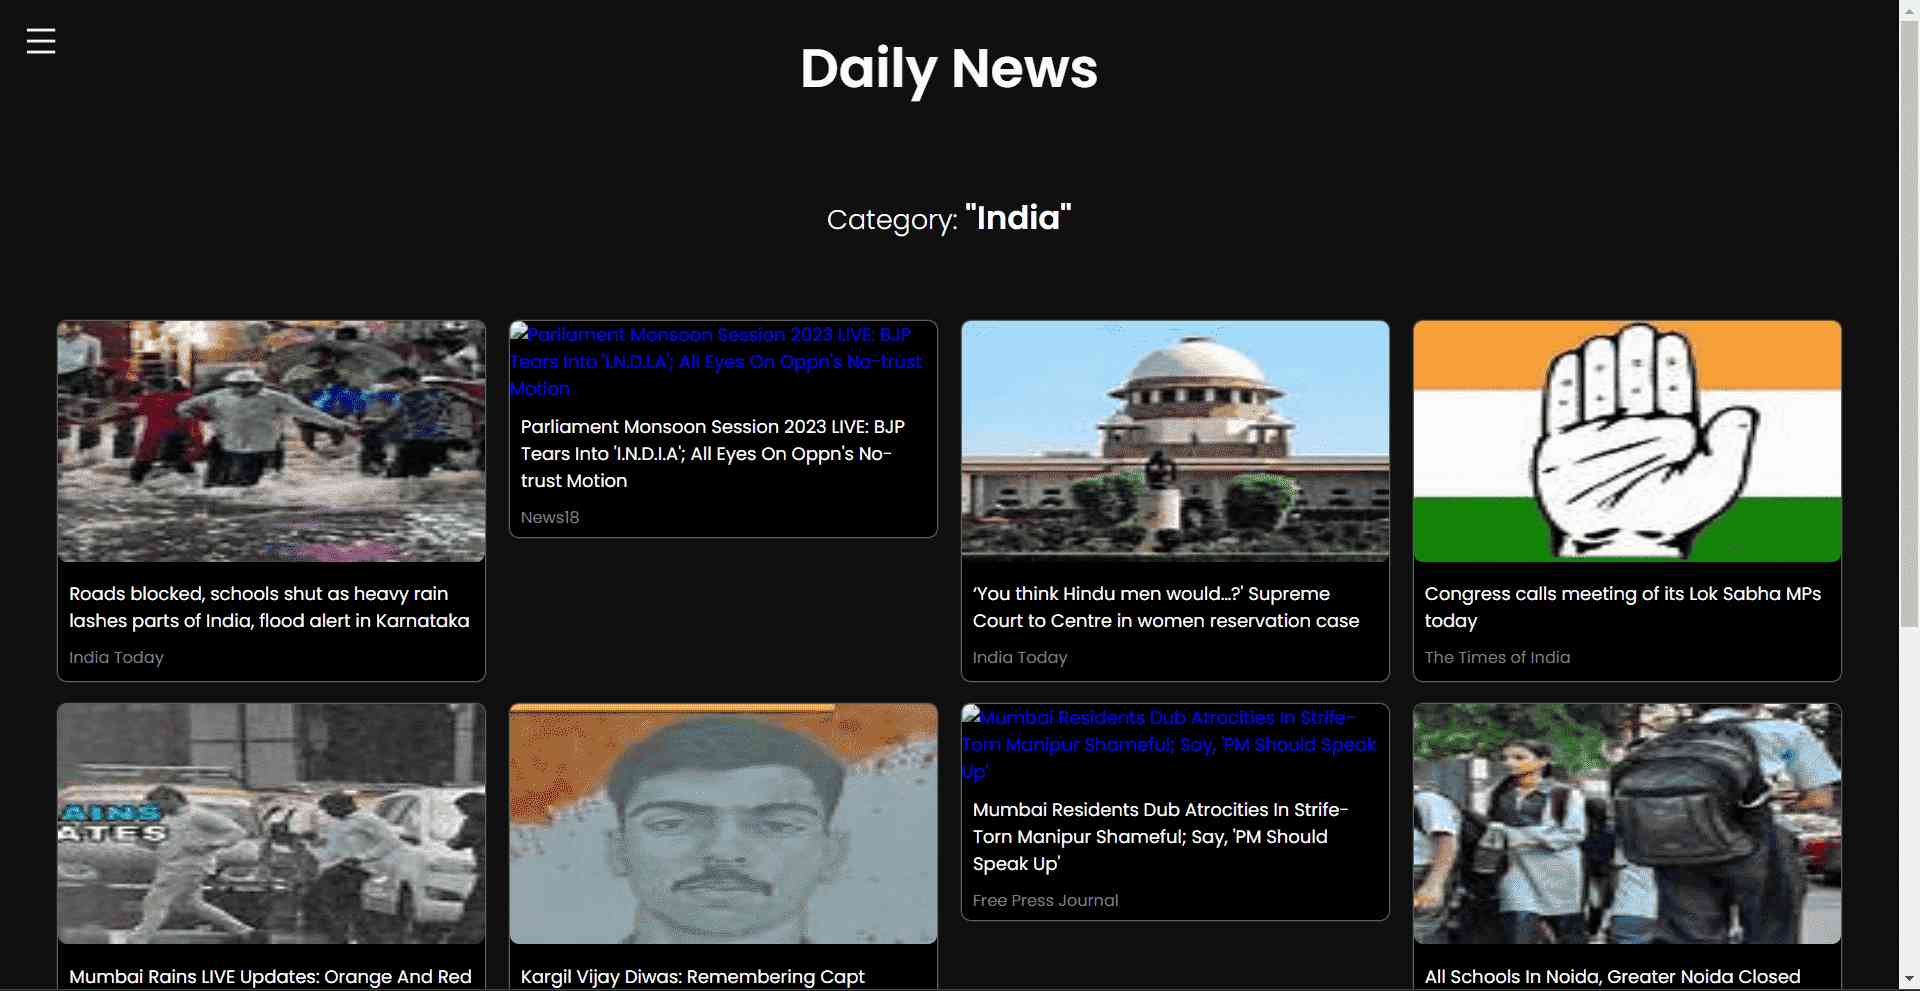 Daily News
Category: "India"
Roads blocked, schools shut as heavy rain
lashes parts of India, flood alert in Karnataka
India Today
Parliament Monsoon Session 2023 LIVE: BJP
Tears Into 'I.N.D.I.A'; All Eyes On Oppn's No-trust
Motion
Parliament Monsoon Session 2023 LIVE: BJP
Tears Into 'I.N.D.I.A'; All Eyes On Oppn's No-
trust Motion
News18
‘You think Hindu men would…?' Supreme
Court to Centre in women reservation case
India Today
Congress calls meeting of its Lok Sabha MPs
today
The Times of India
AINS
ATES
Mumbai Rains LIVE Updates: Orange And Red
Kargil Vijay Diwas: Remembering Capt
Mumbai Residents Dub Atrocities In Strife-
Torn Manipur Shameful; Say, 'PM Should Speak
Up'
Mumbai Residents Dub Atrocities In Strife-
Torn Manipur Shameful; Say, 'PM Should
Speak Up'
Free Press Journal
All Schools In Noida, Greater Noida Closed